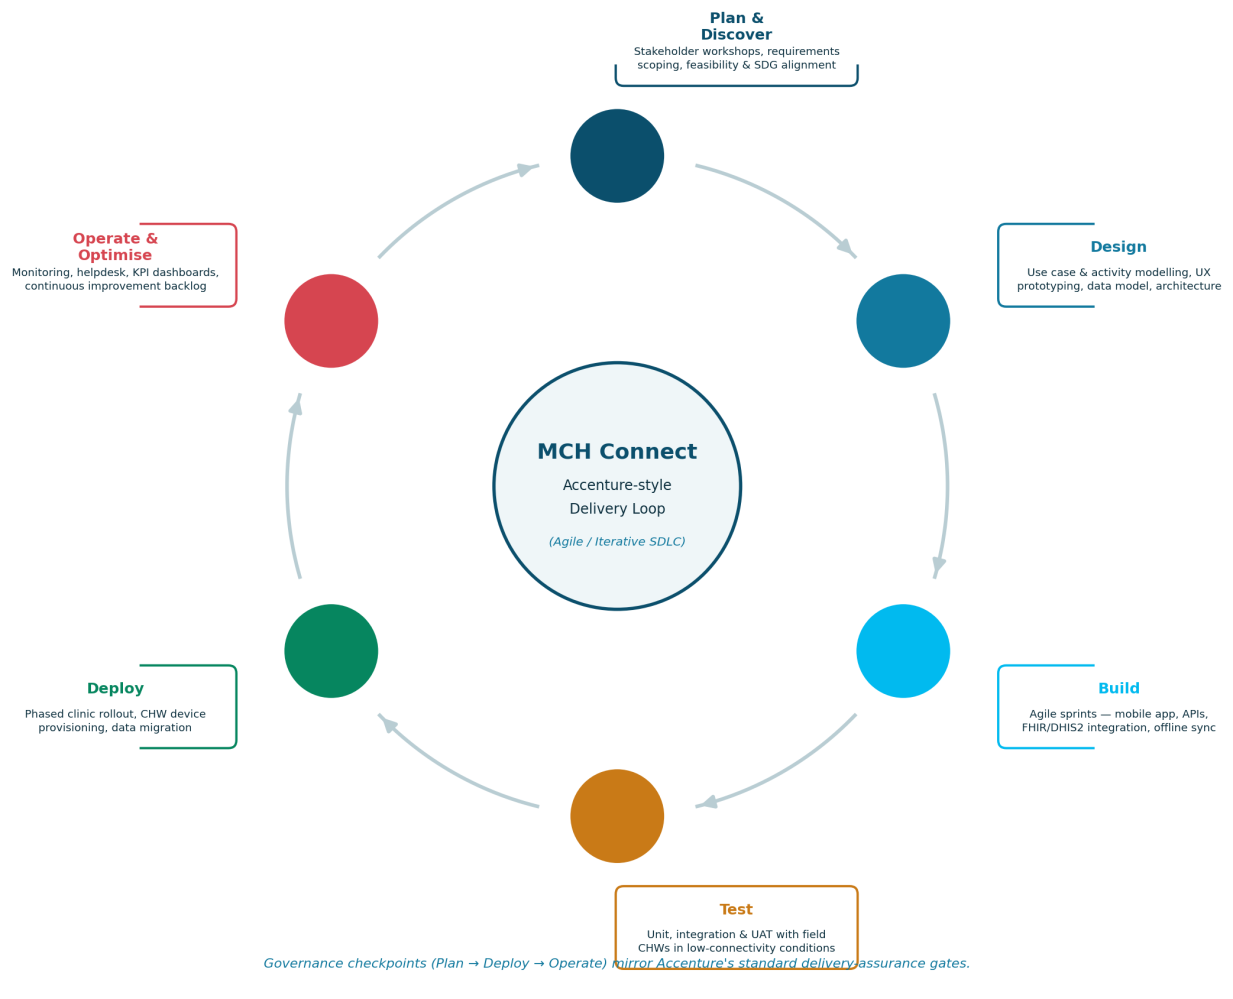 Plan &
Discover
Stakeholder workshops, requirements
scoping, feasibility & SDG alignment
Operate &
Optimise
Monitoring, helpdesk, KPI dashboards,
continuous improvement backlog
Design
Use case & activity modelling, UX
prototyping, data model, architecture
MCH Connect
Accenture-style
Delivery Loop
(Agile / Iterative SDLC)
Deploy
Phased clinic rollout, CHW device
provisioning, data migration
Build
Agile sprints — mobile app, APIs,
FHIR/DHIS2 integration, offline sync
Test
Unit, integration & UAT with field
CHWs in low-connectivity conditions
Governance checkpoints (Plan → Deploy → Operate) mirror Accenture's standard delivery-assurance gates.